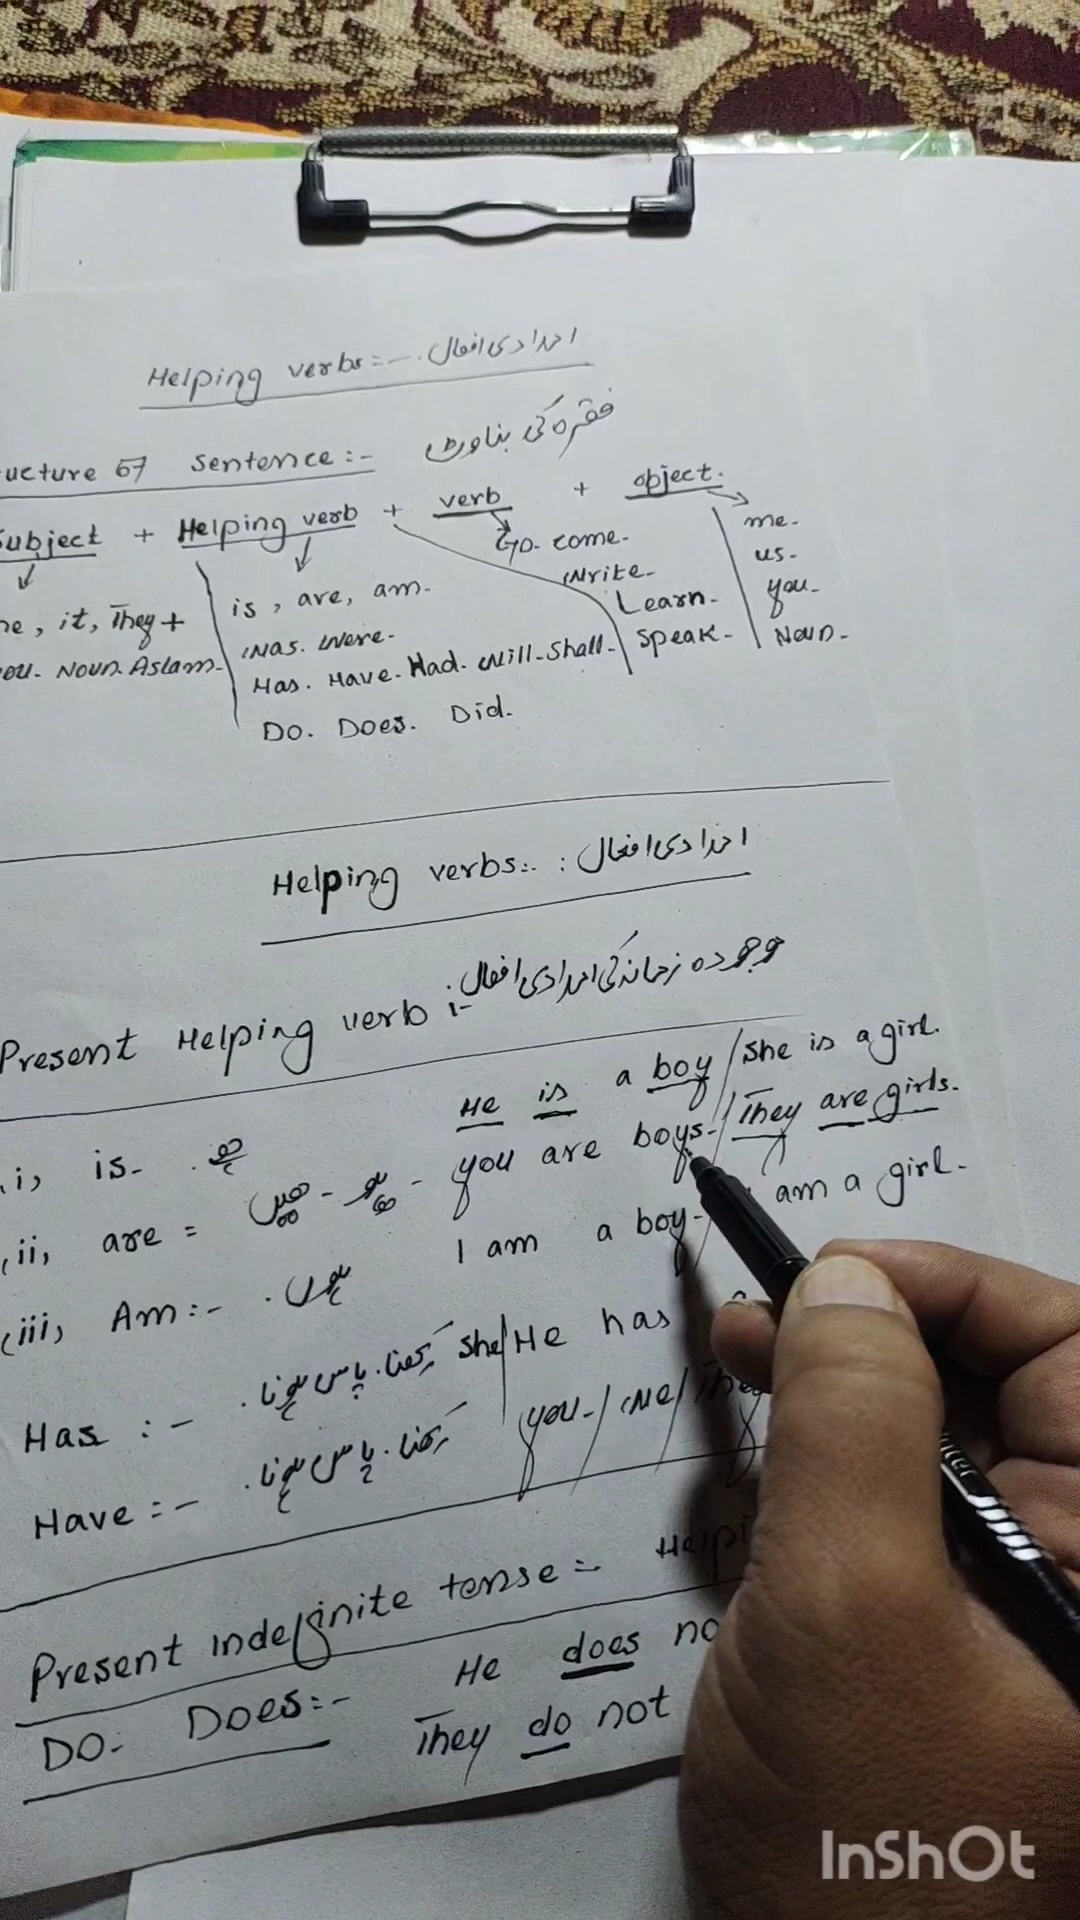 Helping verbs:-. امدادی افعال
ucture of sentence:- فقرہ کی بناوٹ
Subject + Helping verb + verb + object.
he, it, They + is, are, am. Go. come. me.
ou. Noun. Aslam. Was. Were. Write. us.
Has. Have. Had. Will. Shall. Learn. you.
Do. Does. Did. Speak. Noun.
Helping verbs:-: امدادی افعال
Present Helping verb :- موجودہ زمانہ کی امدادی افعال
i, is. ہے He is a boy / She is a girl.
ii, are = ہیں - ہو - you are boys- / They are girls.
iii, Am:- ہوں. I am a boy- / am a girl.
Has :- رکھنا. پاس ہونا. She/He has
Have:- رکھنا. پاس ہونا. you-/We/They
Present indefinite tense:- Helpi
Do. Does:- He does no
They do not
InShOt